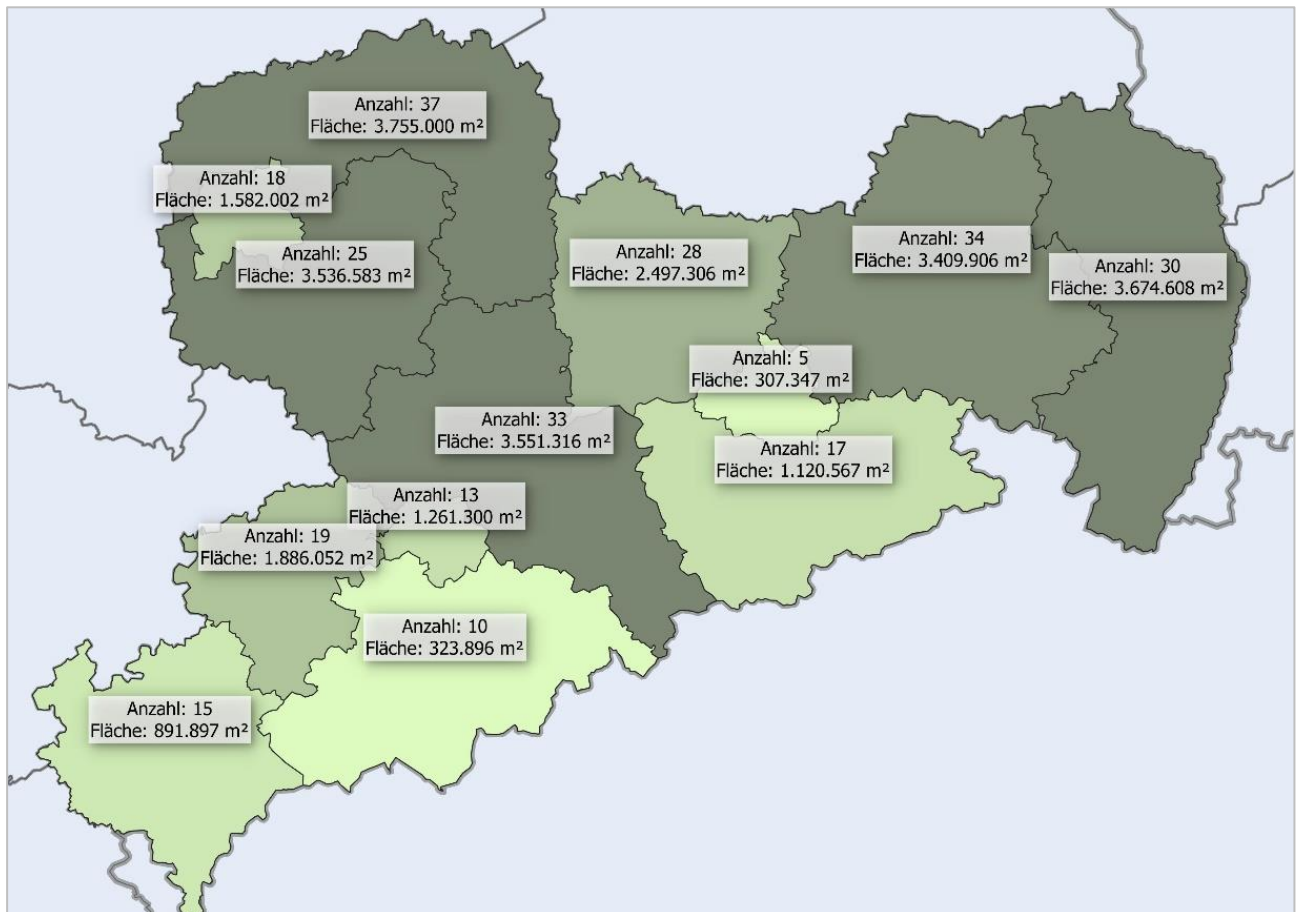 Anzahl: 37
Fläche: 3.755.000 m²
Anzahl: 18
Fläche: 1.582.002 m²
Anzahl: 25
Fläche: 3.536.583 m²
Anzahl: 28
Fläche: 2.497.306 m²
Anzahl: 34
Fläche: 3.409.906 m²
Anzahl: 30
Fläche: 3.674.608 m²
Anzahl: 5
Fläche: 307.347 m²
Anzahl: 33
Fläche: 3.551.316 m²
Anzahl: 17
Fläche: 1.120.567 m²
Anzahl: 13
Fläche: 1.261.300 m²
Anzahl: 19
Fläche: 1.886.052 m²
Anzahl: 10
Fläche: 323.896 m²
Anzahl: 15
Fläche: 891.897 m²